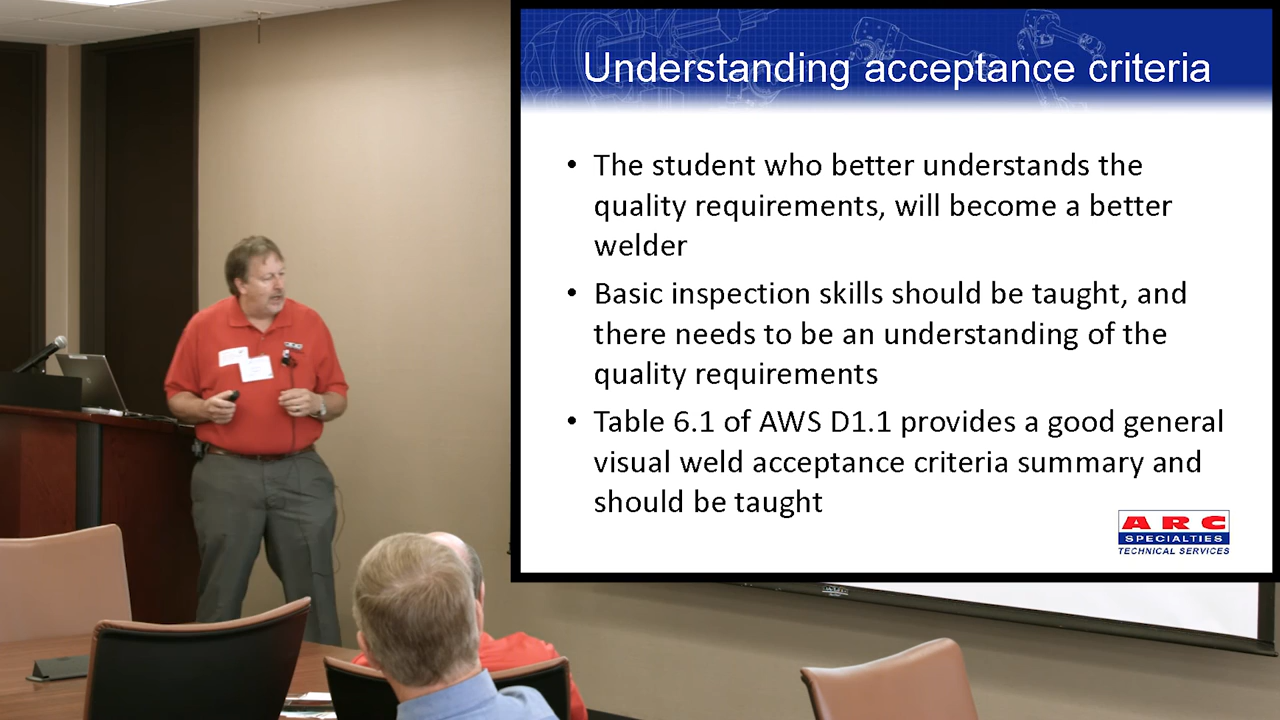 Understanding acceptance criteria
• The student who better understands the
quality requirements, will become a better
welder
• Basic inspection skills should be taught, and
there needs to be an understanding of the
quality requirements
• Table 6.1 of AWS D1.1 provides a good general
visual weld acceptance criteria summary and
should be taught
ARC
SPECIALTIES
TECHNICAL SERVICES